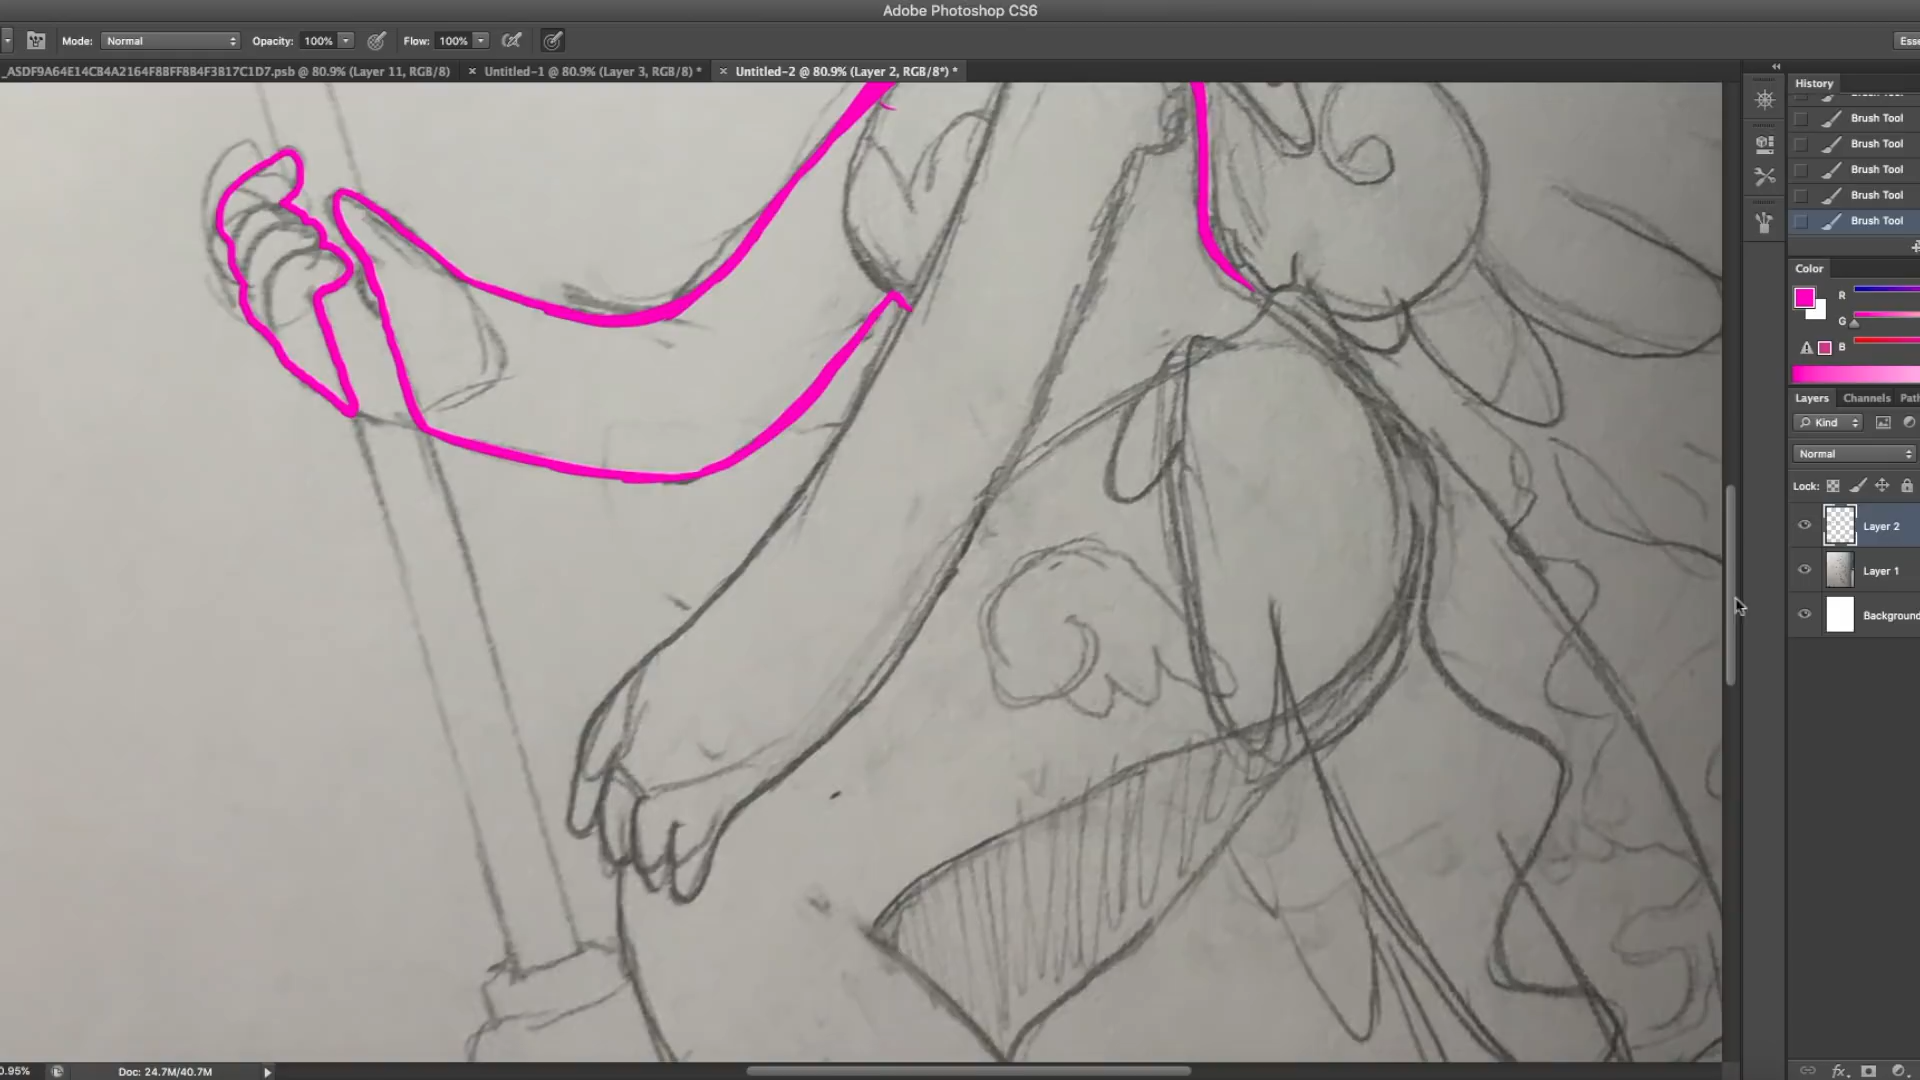 Adobe Photoshop CS6
Mode: Normal Opacity: 100% Flow: 100%
_ASDF9A64E14CB4A2164F8BFF8B4F3B17C1D7.psb @ 80.9% (Layer 11, RGB/8) × Untitled-1 @ 80.9% (Layer 3, RGB/8) * × Untitled-2 @ 80.9% (Layer 2, RGB/8*) *
History
Brush Tool
Brush Tool
Brush Tool
Brush Tool
Brush Tool
Color
R
G
B
Layers Channels
Kind
Normal
Lock:
Layer 2
Layer 1
Background
Doc: 24.7M/40.7M